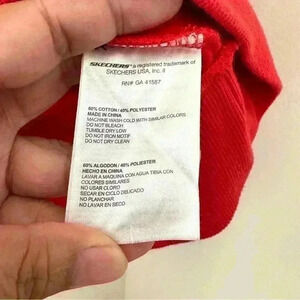 SKECHERS® a registered trademark of
SKECHERS USA, Inc. II
RN# CA 41587
60% COTTON / 40% POLYESTER
MADE IN CHINA
MACHINE WASH COLD WITH SIMILAR COLORS
DO NOT BLEACH
TUMBLE DRY LOW
DO NOT IRON MOTIF
DO NOT DRY CLEAN
60% ALGODON / 40% POLIESTER
HECHO EN CHINA
LAVAR A MAQUINA CON AGUA TIBIA CON
COLORES SIMILARES
NO USAR CLORO
SECAR EN CICLO DELICADO
NO PLANCHAR
NO LAVAR EN SECO